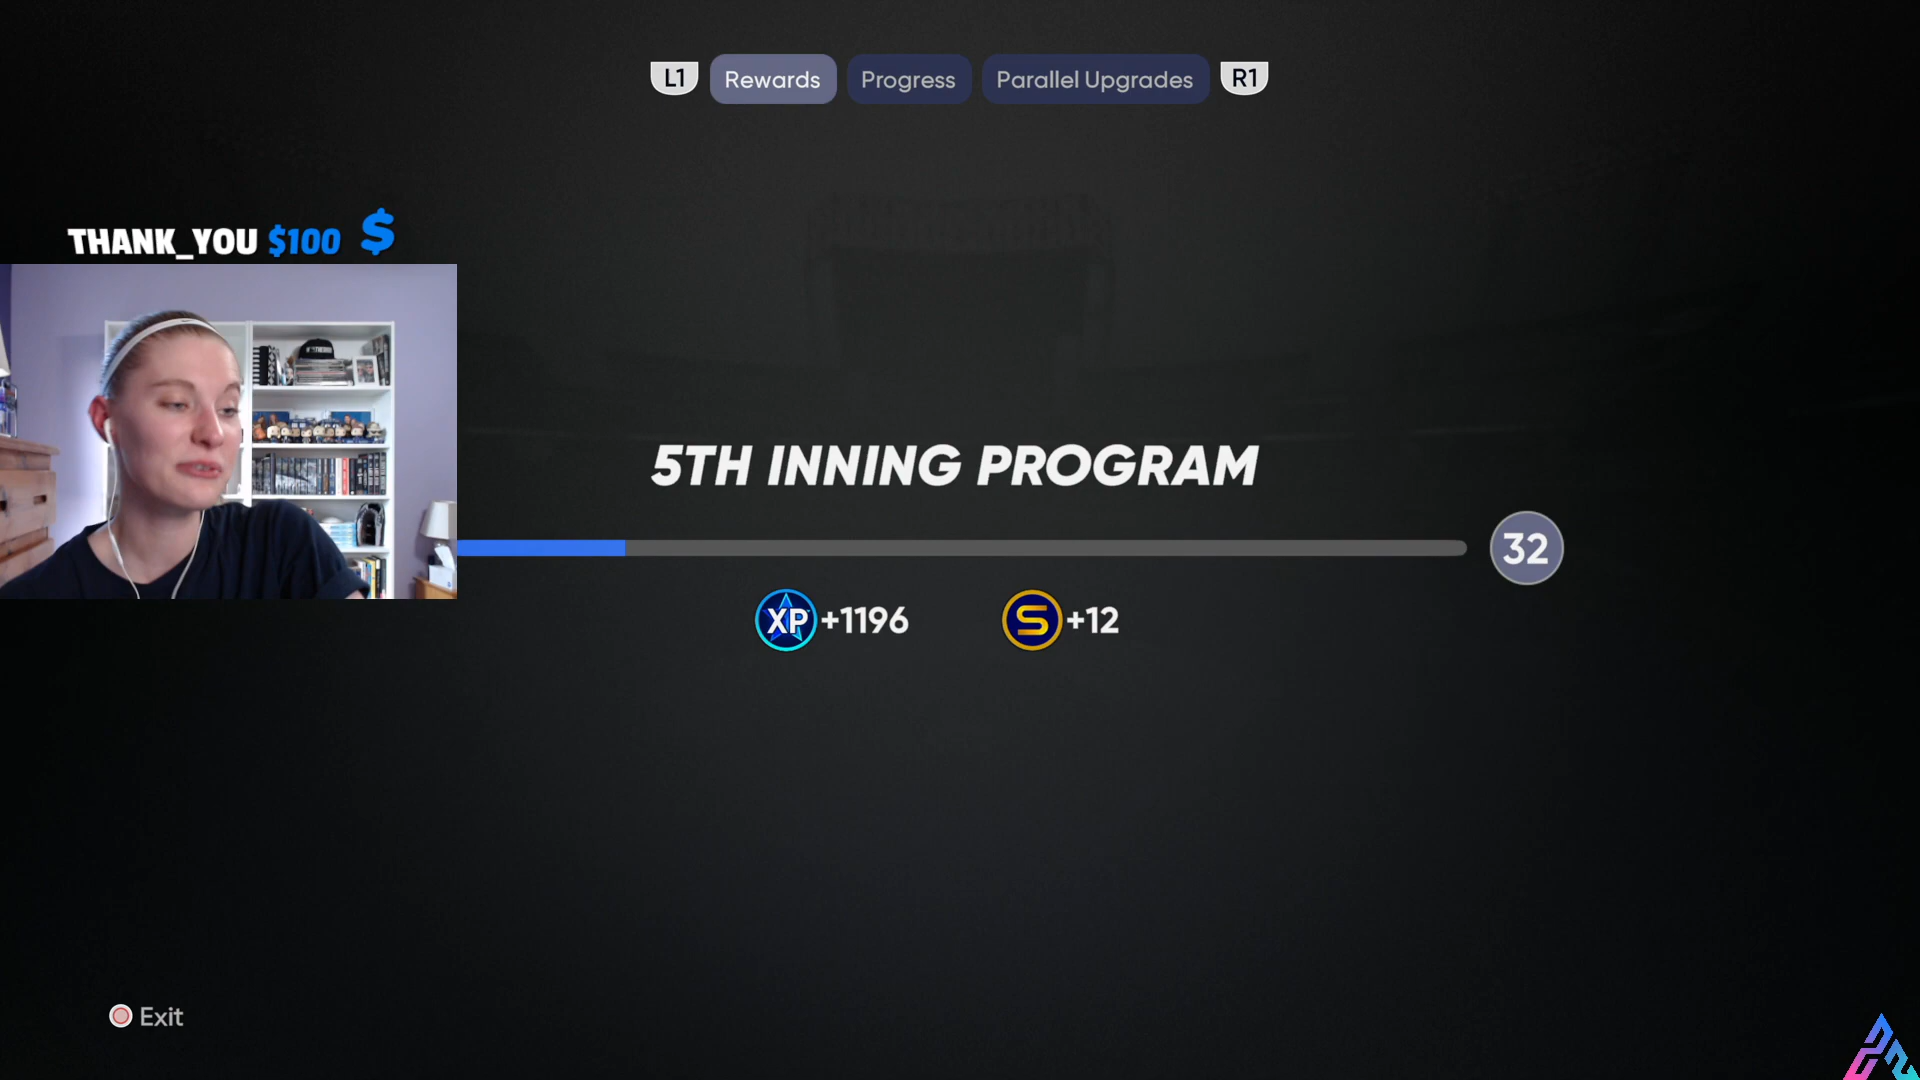 L1 Rewards Progress Parallel Upgrades R1
THANK_YOU $100 $
5TH INNING PROGRAM
32
XP +1196 S +12
Exit